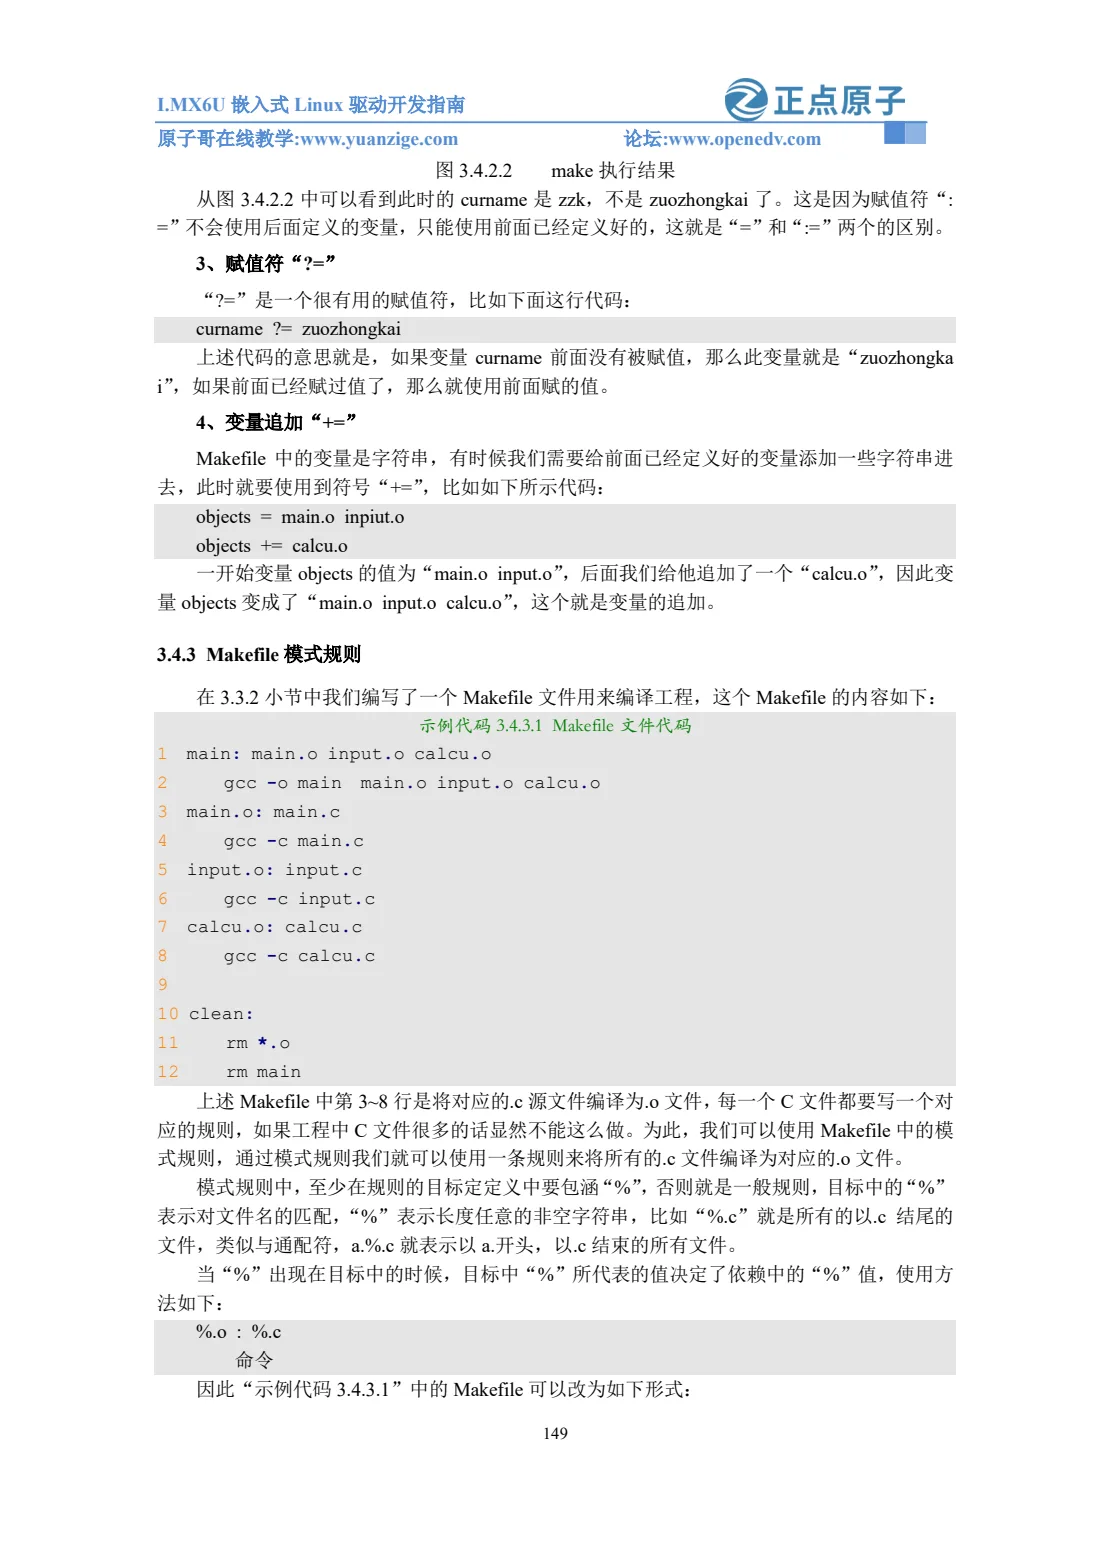 I.MX6U 嵌入式 Linux 驱动开发指南
正点原子
原子哥在线教学:www.yuanzige.com 论坛:www.openedv.com
图 3.4.2.2 make 执行结果
从图 3.4.2.2 中可以看到此时的 curname 是 zzk，不是 zuozhongkai 了。这是因为赋值符“:
=”不会使用后面定义的变量，只能使用前面已经定义好的，这就是“=”和“:=”两个的区别。
3、赋值符“?=”
“?=”是一个很有用的赋值符，比如下面这行代码：
curname ?= zuozhongkai
上述代码的意思就是，如果变量 curname 前面没有被赋值，那么此变量就是“zuozhongka
i”，如果前面已经赋过值了，那么就使用前面赋的值。
4、变量追加“+=”
Makefile 中的变量是字符串，有时候我们需要给前面已经定义好的变量添加一些字符串进
去，此时就要使用到符号“+=”，比如如下所示代码：
objects = main.o inpiut.o
objects += calcu.o
一开始变量 objects 的值为“main.o input.o”，后面我们给他追加了一个“calcu.o”，因此变
量 objects 变成了“main.o input.o calcu.o”，这个就是变量的追加。
3.4.3 Makefile 模式规则
在 3.3.2 小节中我们编写了一个 Makefile 文件用来编译工程，这个 Makefile 的内容如下：
示例代码 3.4.3.1 Makefile 文件代码
1 main: main.o input.o calcu.o
2 gcc -o main main.o input.o calcu.o
3 main.o: main.c
4 gcc -c main.c
5 input.o: input.c
6 gcc -c input.c
7 calcu.o: calcu.c
8 gcc -c calcu.c
9
10 clean:
11 rm *.o
12 rm main
上述 Makefile 中第 3~8 行是将对应的.c 源文件编译为.o 文件，每一个 C 文件都要写一个对
应的规则，如果工程中 C 文件很多的话显然不能这么做。为此，我们可以使用 Makefile 中的模
式规则，通过模式规则我们就可以使用一条规则来将所有的.c 文件编译为对应的.o 文件。
模式规则中，至少在规则的目标定定义中要包涵“%”，否则就是一般规则，目标中的“%”
表示对文件名的匹配，“%”表示长度任意的非空字符串，比如“%.c”就是所有的以.c 结尾的
文件，类似与通配符，a.%.c 就表示以 a.开头，以.c 结束的所有文件。
当“%”出现在目标中的时候，目标中“%”所代表的值决定了依赖中的“%”值，使用方
法如下：
%.o : %.c
命令
因此“示例代码 3.4.3.1”中的 Makefile 可以改为如下形式：
149